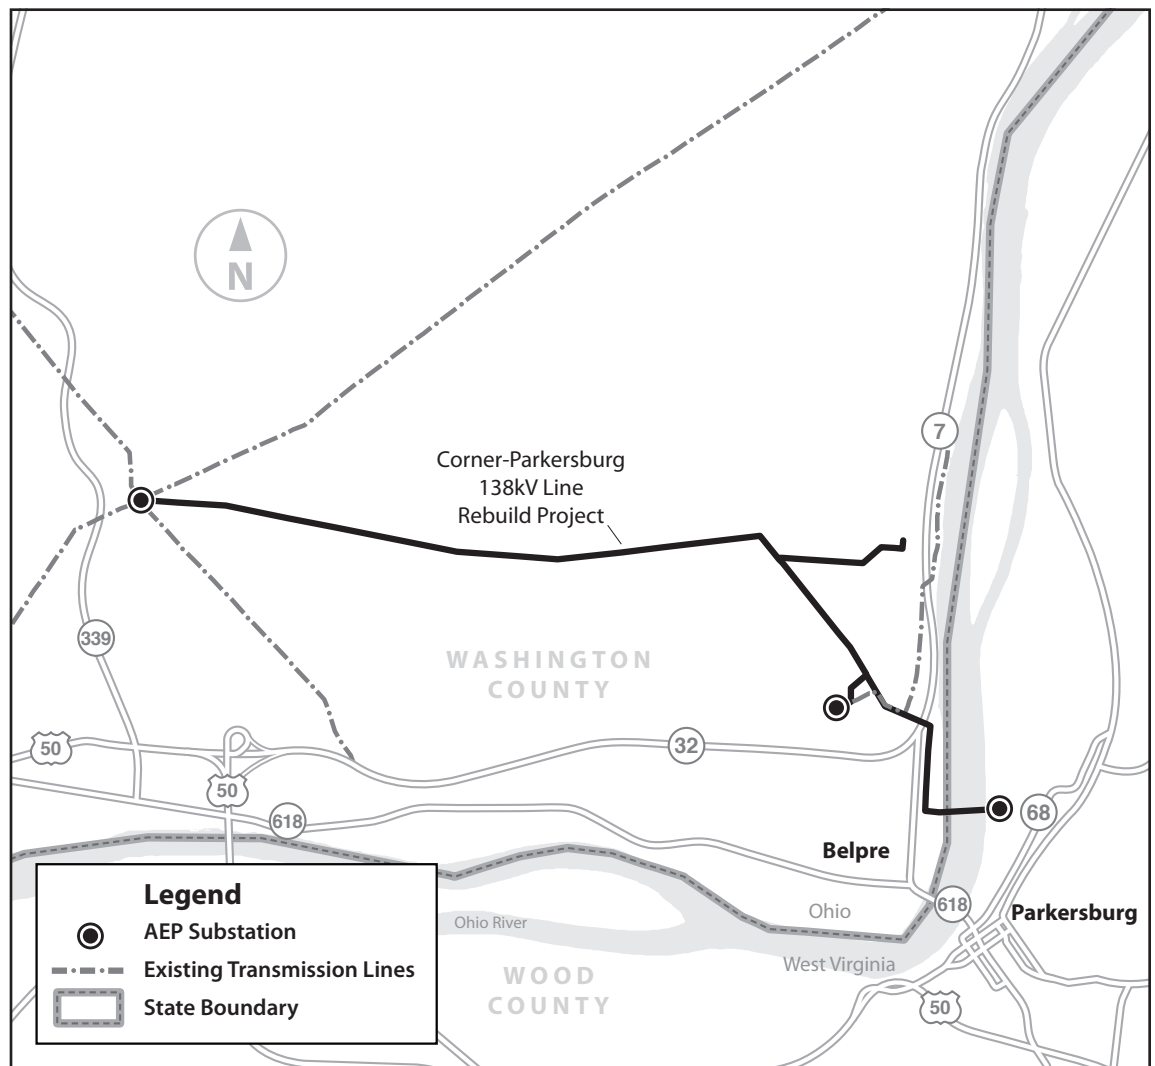 N
7
Corner-Parkersburg
138kV Line
Rebuild Project
339
WASHINGTON
COUNTY
50
32
50
618
68
Belpre
618
Ohio
Parkersburg
Ohio River
West Virginia
WOOD
COUNTY
50
Legend
AEP Substation
Existing Transmission Lines
State Boundary